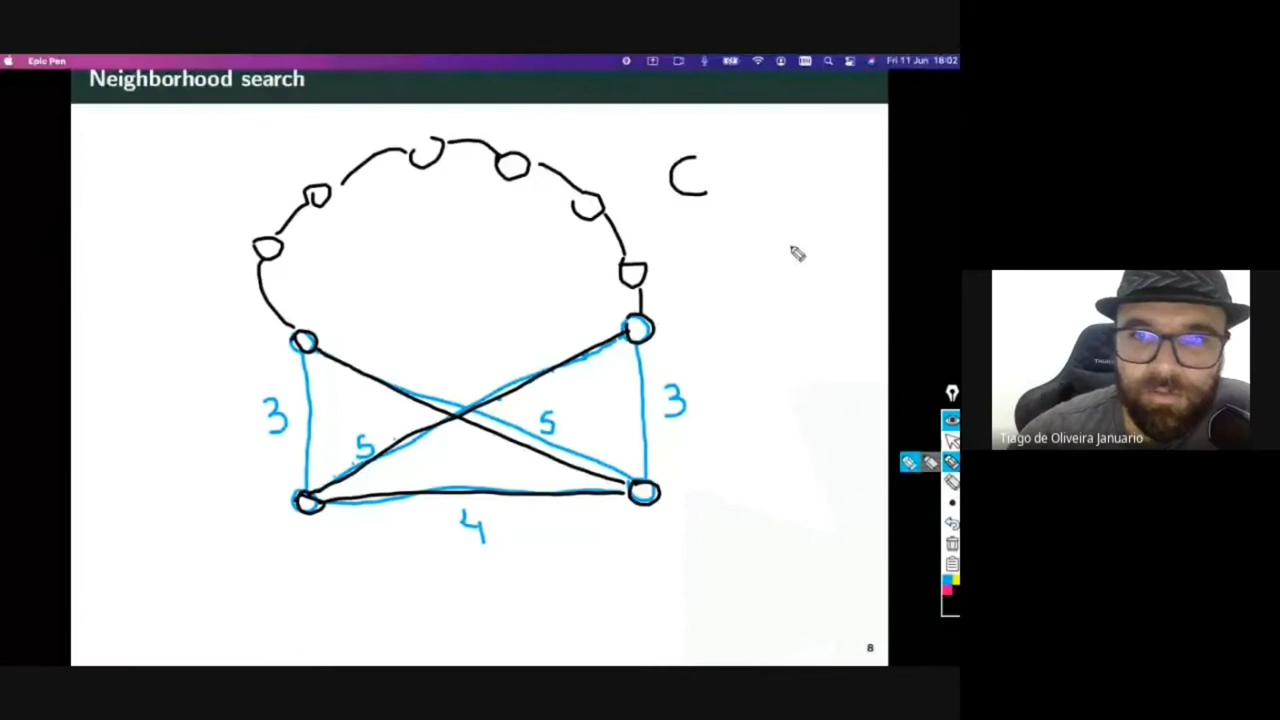 Epic Pen
Fri 11 Jun 18:02
Neighborhood search
C
3
5
5
3
4
8
Tiago de Oliveira Januario